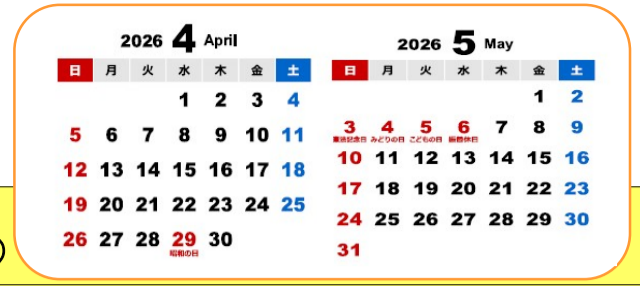 2026 4 April
日 月 火 水 木 金 土
1 2 3 4
5 6 7 8 9 10 11
12 13 14 15 16 17 18
19 20 21 22 23 24 25
26 27 28 29 30
昭和の日
2026 5 May
日 月 火 水 木 金 土
1 2
3 4 5 6 7 8 9
憲法記念日 みどりの日 こどもの日 振替休日
10 11 12 13 14 15 16
17 18 19 20 21 22 23
24 25 26 27 28 29 30
31
)